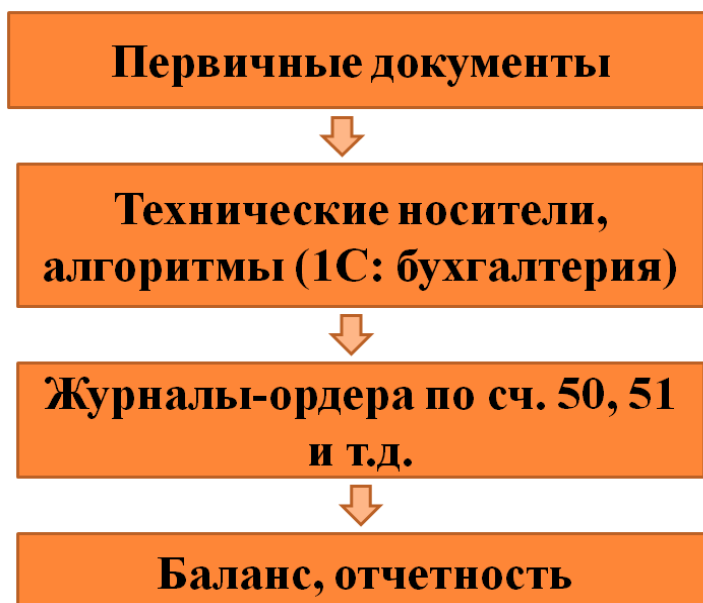 Первичные документы
Технические носители,
алгоритмы (1С: бухгалтерия)
Журналы-ордера по сч. 50, 51
и т.д.
Баланс, отчетность